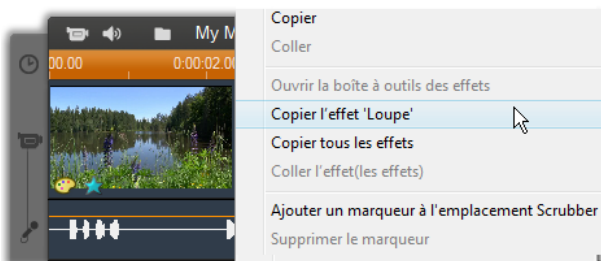 Copier
My M
Coller
00.00 0:00:02.00
Ouvrir la boîte à outils des effets
Copier l'effet 'Loupe'
Copier tous les effets
Coller l'effet(les effets)
Ajouter un marqueur à l'emplacement Scrubber
Supprimer le marqueur